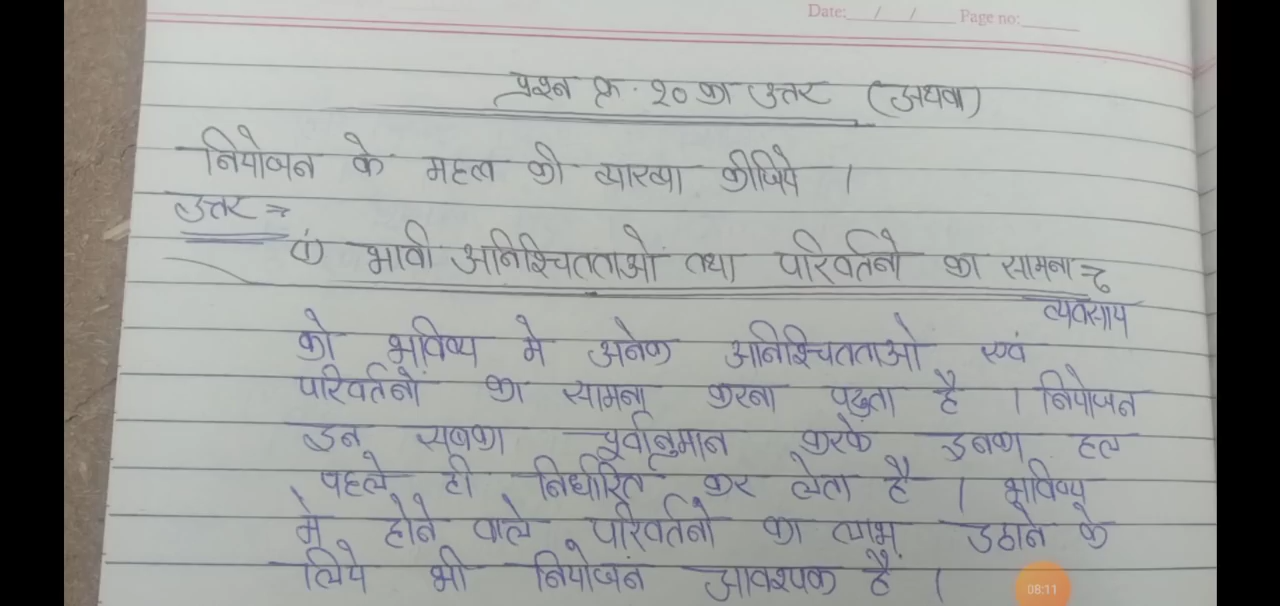 Date: / / Page no:
प्रश्न क्र. २० का उत्तर (अथवा)
नियोजन के महत्व की व्याख्या कीजिये ।
उत्तर ⇒
(i) भावी अनिश्चितताओं तथा परिवर्तनो का सामना ⇒
व्यवसाय
को भविष्य मे अनेक अनिश्चितताओ एवं
परिवर्तनों का सामना करना पड़ता है । नियोजन
इन सबका पूर्वानुमान करके इनका हल
पहले ही निर्धारित कर लेता है । भविष्य
मे होने वाले परिवर्तनो का लाभ उठाने के
लिये भी नियोजन आवश्यक है ।
08:11